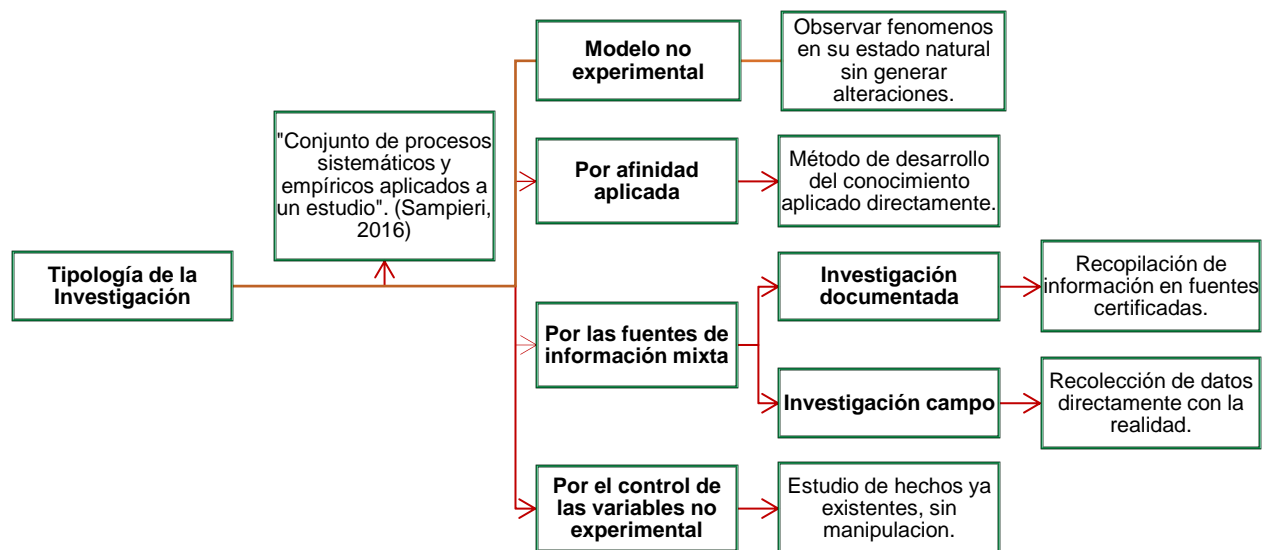 Tipología de la
Investigación
"Conjunto de procesos
sistemáticos y
empíricos aplicados a
un estudio". (Sampieri,
2016)
Modelo no
experimental
Observar fenomenos
en su estado natural
sin generar
alteraciones.
Por afinidad
aplicada
Método de desarrollo
del conocimiento
aplicado directamente.
Por las fuentes de
información mixta
Investigación
documentada
Recopilación de
información en fuentes
certificadas.
Investigación campo
Recolección de datos
directamente con la
realidad.
Por el control de
las variables no
experimental
Estudio de hechos ya
existentes, sin
manipulacion.